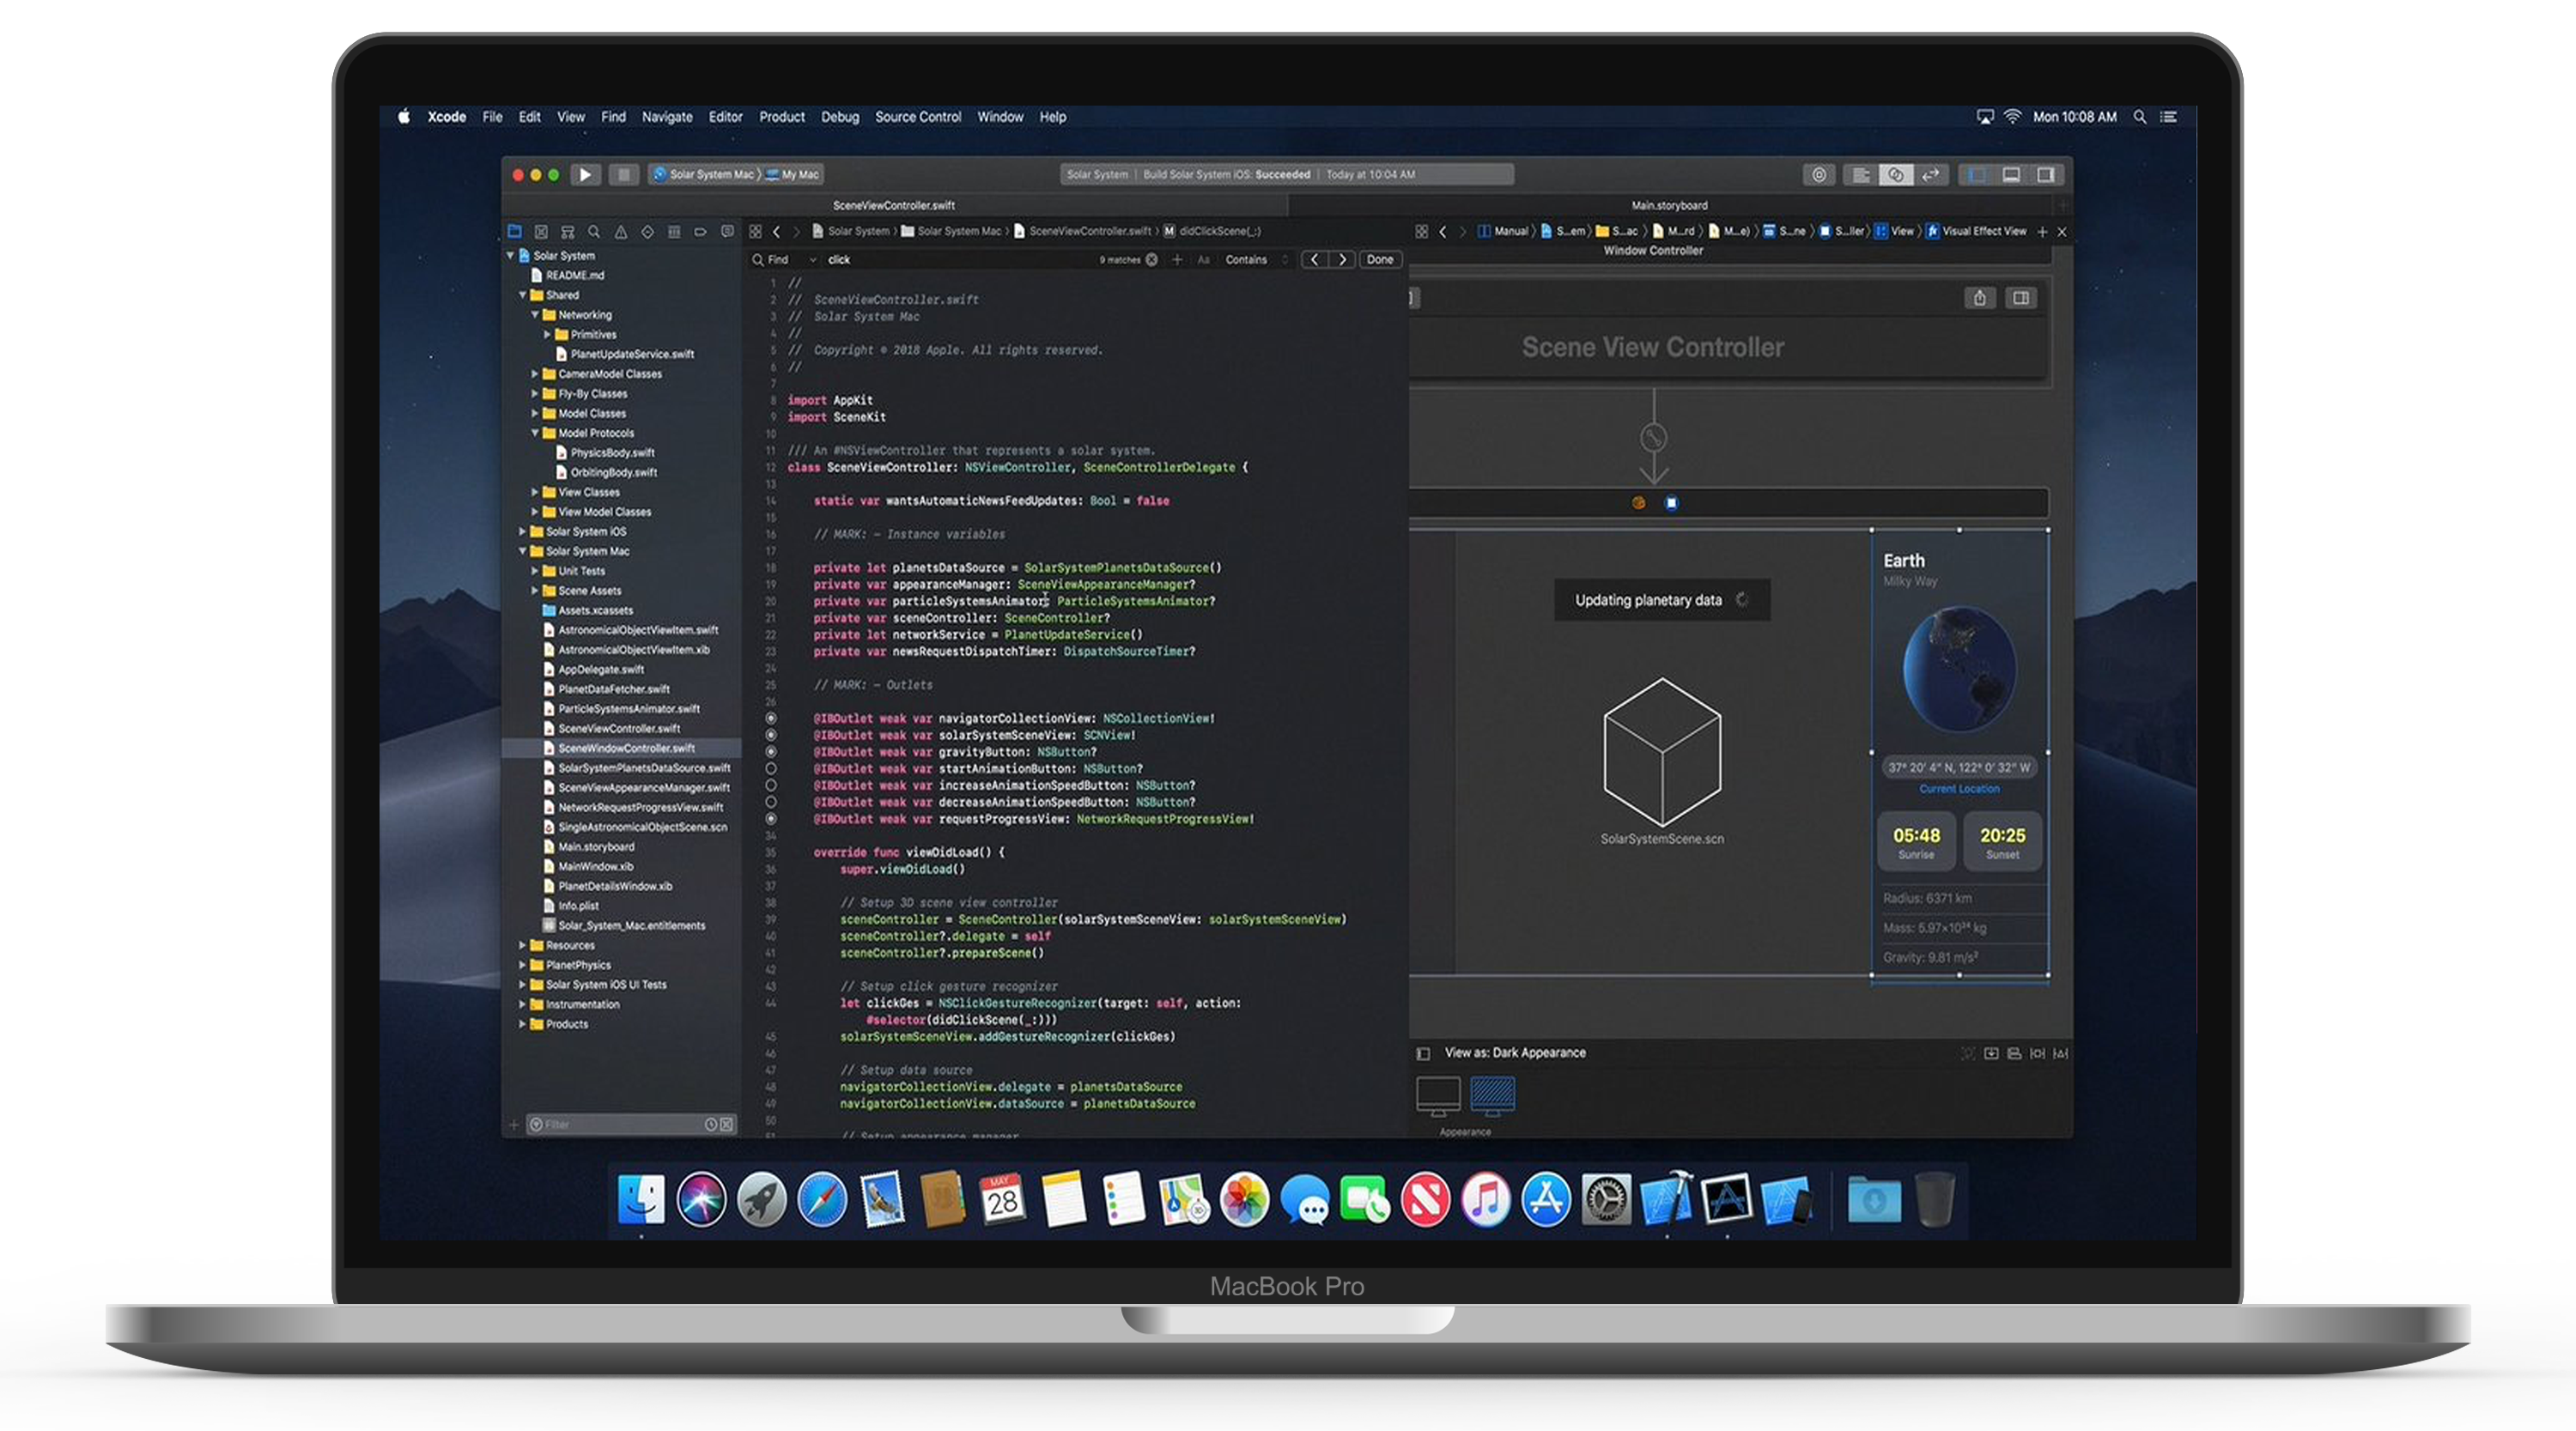 Xcode File Edit View Find Navigate Editor Product Debug Source Control Window Help
Mon 10:08 AM
Solar System Mac My Mac
Solar System | Build Solar System iOS: Succeeded | Today at 10:04 AM
SceneViewController.swift
Main.storyboard
Solar System Solar System Mac SceneViewController.swift M didClickScene(_:)
Manual S...em S...ac M...rd M...e) S...ne S...ller View Visual Effect View
Find click 9 matches Aa Contains Done
Solar System
README.md
Shared
Networking
Primitives
PlanetUpdateService.swift
CameraModel Classes
Fly-By Classes
Model Classes
Model Protocols
PhysicsBody.swift
OrbitingBody.swift
View Classes
View Model Classes
Solar System iOS
Solar System Mac
Unit Tests
Scene Assets
Assets.xcassets
AstronomicalObjectViewItem.swift
AstronomicalObjectViewItem.xib
AppDelegate.swift
PlanetDataFetcher.swift
ParticleSystemsAnimator.swift
SceneViewController.swift
SceneWindowController.swift
SolarSystemPlanetsDataSource.swift
SceneViewAppearanceManager.swift
NetworkRequestProgressView.swift
SingleAstronomicalObjectScene.scn
Main.storyboard
MainWindow.xib
PlanetDetailsWindow.xib
Info.plist
Solar_System_Mac.entitlements
Resources
PlanetPhysics
Solar System iOS UI Tests
Instrumentation
Products
Filter
1 //
2 // SceneViewController.swift
3 // Solar System Mac
4 //
5 // Copyright © 2018 Apple. All rights reserved.
6 //
7
8 import AppKit
9 import SceneKit
10
11 /// An #NSViewController that represents a solar system.
12 class SceneViewController: NSViewController, SceneControllerDelegate {
13
14 static var wantsAutomaticNewsFeedUpdates: Bool = false
15
16 // MARK: - Instance variables
17
18 private let planetsDataSource = SolarSystemPlanetsDataSource()
19 private var appearanceManager: SceneViewAppearanceManager?
20 private var particleSystemsAnimator: ParticleSystemsAnimator?
21 private var sceneController: SceneController?
22 private let networkService = PlanetUpdateService()
23 private var newsRequestDispatchTimer: DispatchSourceTimer?
24
25 // MARK: - Outlets
26
@IBOutlet weak var navigatorCollectionView: NSCollectionView!
@IBOutlet weak var solarSystemSceneView: SCNView!
@IBOutlet weak var gravityButton: NSButton?
@IBOutlet weak var startAnimationButton: NSButton?
@IBOutlet weak var increaseAnimationSpeedButton: NSButton?
@IBOutlet weak var decreaseAnimationSpeedButton: NSButton?
@IBOutlet weak var requestProgressView: NetworkRequestProgressView!
34
35 override func viewDidLoad() {
36 super.viewDidLoad()
37
38 // Setup 3D scene view controller
39 sceneController = SceneController(solarSystemSceneView: solarSystemSceneView)
40 sceneController?.delegate = self
41 sceneController?.prepareScene()
42
43 // Setup click gesture recognizer
44 let clickGes = NSClickGestureRecognizer(target: self, action:
#selector(didClickScene(_:)))
45 solarSystemSceneView.addGestureRecognizer(clickGes)
46
47 // Setup data source
48 navigatorCollectionView.delegate = planetsDataSource
49 navigatorCollectionView.dataSource = planetsDataSource
50
51 // Setup appearance manager
Window Controller
Scene View Controller
Updating planetary data
SolarSystemScene.scn
Earth
Milky Way
37° 20' 4" N, 122° 0' 32" W
Current Location
05:48
Sunrise
20:25
Sunset
Radius: 6371 km
Mass: 5.97×10²⁴ kg
Gravity: 9.81 m/s²
View as: Dark Appearance
Appearance
MAY
28
3D
MacBook Pro